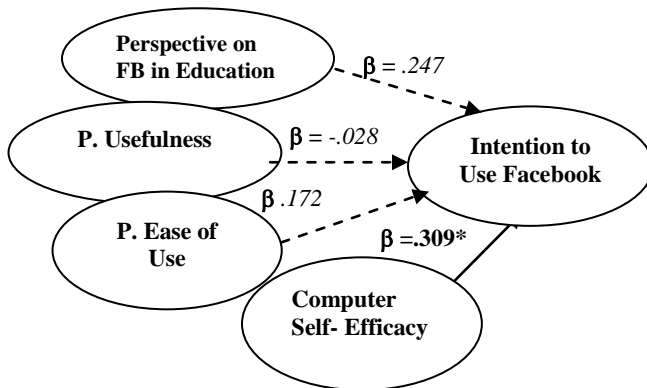 Perspective on
FB in Education
β = .247
P. Usefulness
β = -.028
Intention to
Use Facebook
β .172
P. Ease of
Use
β =.309*
Computer
Self- Efficacy